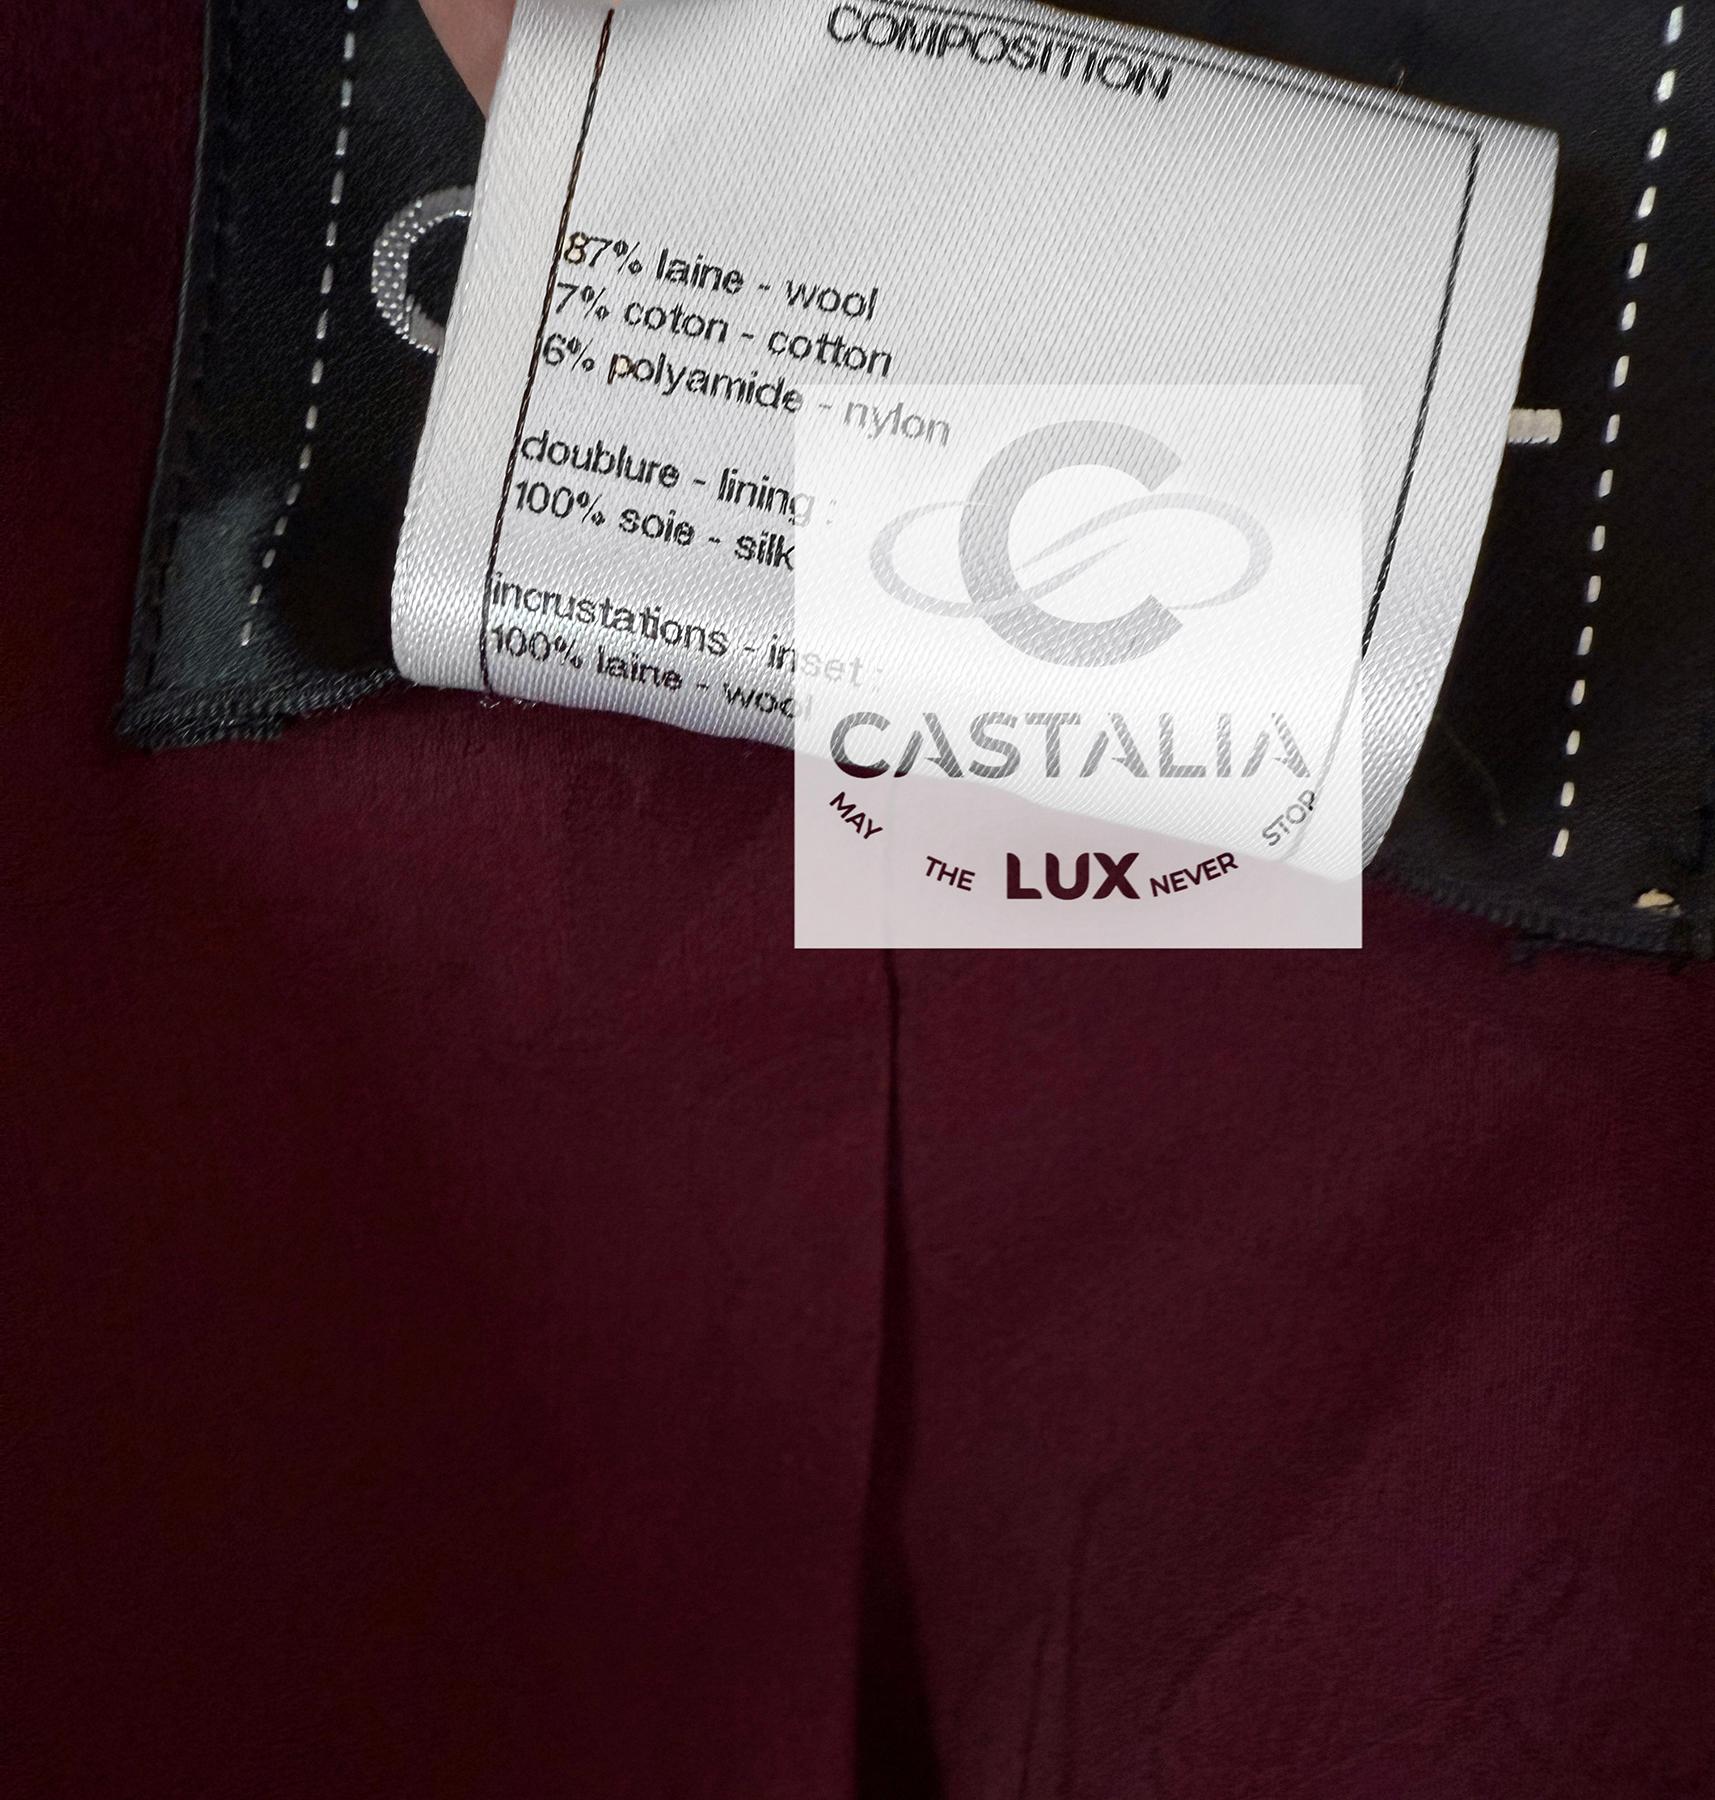 COMPOSITION
87% laine - wool
7% coton - cotton
6% polyamide - nylon
doublure - lining :
100% soie - silk
incrustations - inset :
100% laine - wool
CASTALIA
MAY THE LUX NEVER STOP